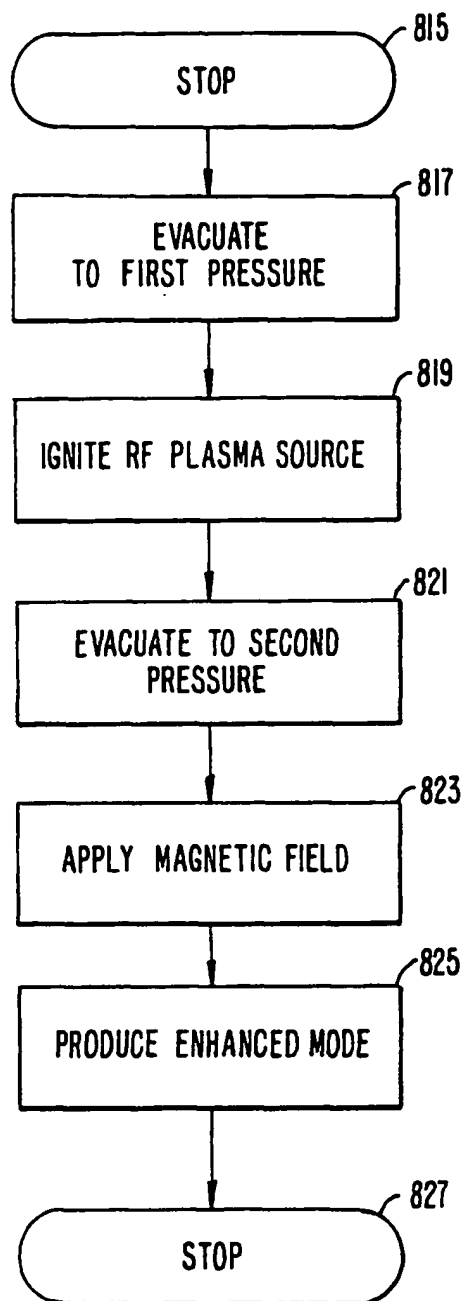 815
STOP
817
EVACUATE
TO FIRST PRESSURE
819
IGNITE RF PLASMA SOURCE
821
EVACUATE TO SECOND
PRESSURE
823
APPLY MAGNETIC FIELD
825
PRODUCE ENHANCED MODE
827
STOP